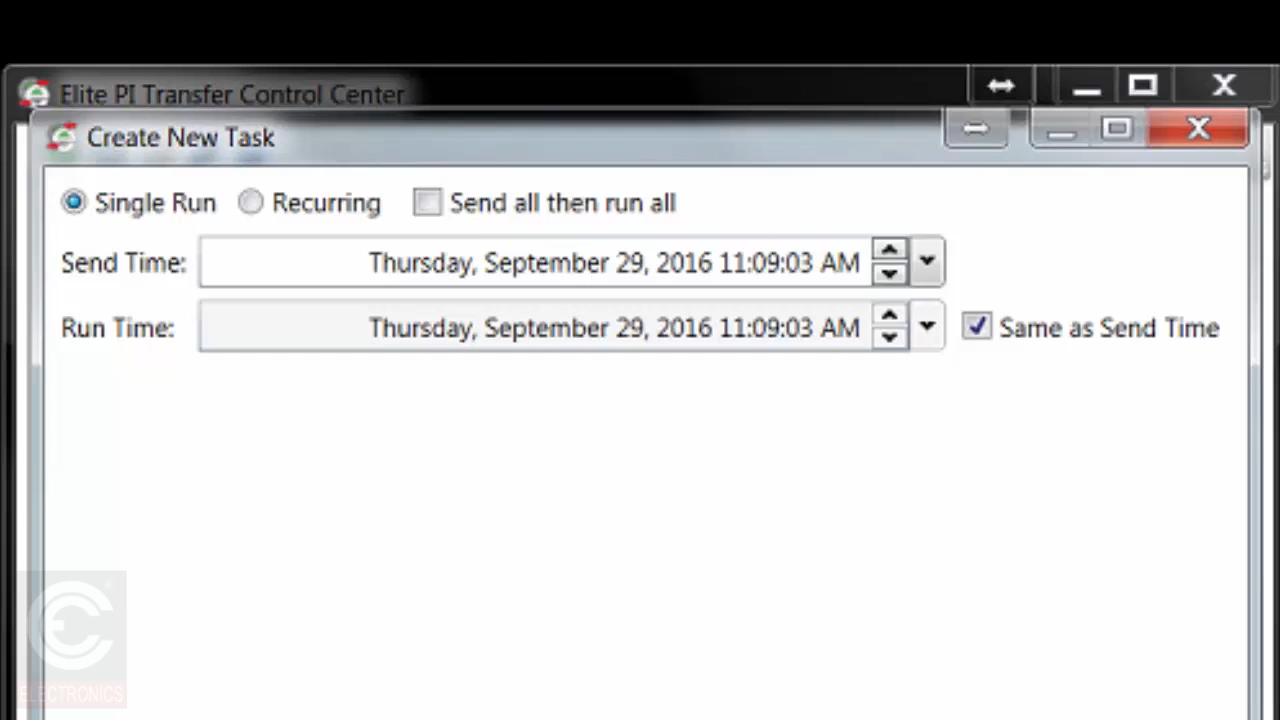 Elite PI Transfer Control Center
Create New Task
Single Run Recurring Send all then run all
Send Time: Thursday, September 29, 2016 11:09:03 AM
Run Time: Thursday, September 29, 2016 11:09:03 AM Same as Send Time
ELECTRONICS